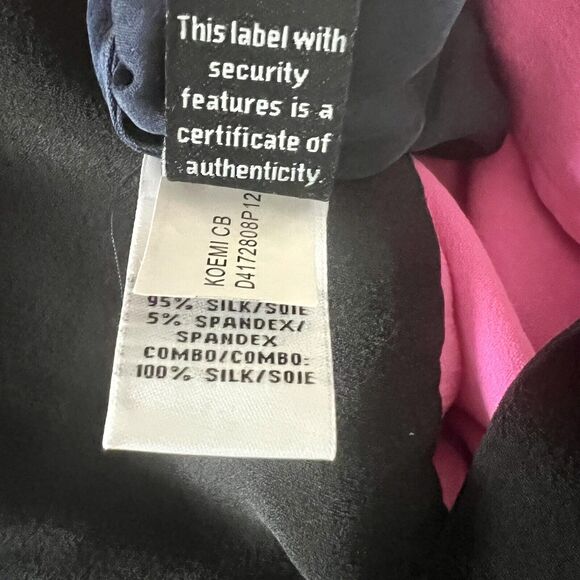 This label with
security
features is a
certificate of
authenticity.
KOEMI CB
D4172808P12
95% SILK/SOIE
5% SPANDEX/
SPANDEX
COMBO/COMBO:
100% SILK/SOIE